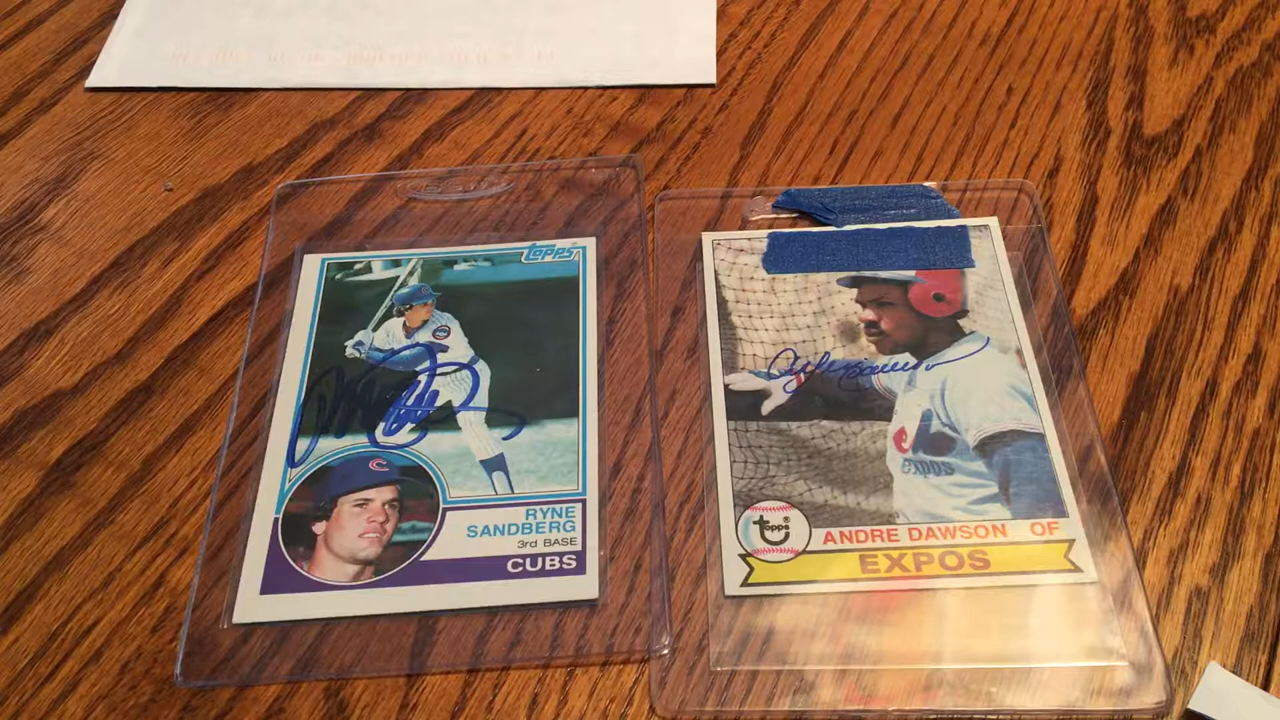 topps
C
C
RYNE
SANDBERG
3rd BASE
CUBS
expos
topps
ANDRE DAWSON OF
EXPOS